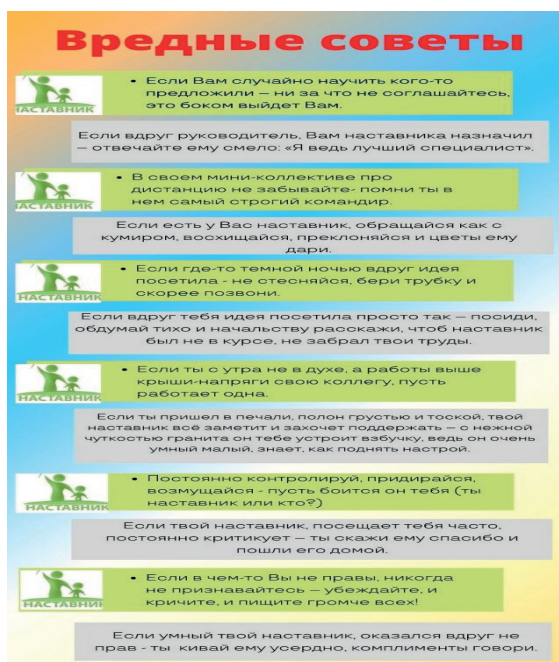 Вредные советы
• Если Вам случайно научить кого-то
предложили – ни за что не соглашайтесь,
это боком выйдет Вам.
НАСТАВНИК
Если вдруг руководитель, Вам наставника назначил
– отвечайте ему смело: «Я ведь лучший специалист».
• В своем мини-коллективе про
дистанцию не забывайте- помни ты в
нем самый строгий командир.
НАСТАВНИК
Если есть у Вас наставник, обращайся как с
кумиром, восхищайся, преклоняйся и цветы ему
дари.
• Если где-то темной ночью вдруг идея
посетила - не стесняйся, бери трубку и
скорее позвони.
НАСТАВНИК
Если вдруг тебя идея посетила просто так – посиди,
обдумай тихо и начальству расскажи, чтоб наставник
был не в курсе, не забрал твои труды.
• Если ты с утра не в духе, а работы выше
крыши-напряги свою коллегу, пусть
работает одна.
НАСТАВНИК
Если ты пришел в печали, полон грустью и тоской, твой
наставник всё заметит и захочет поддержать – с нежной
чуткостью гранита он тебе устроит взбучку, ведь он очень
умный малый, знает, как поднять настрой.
• Постоянно контролируй, придирайся,
возмущайся - пусть боится он тебя (ты
наставник или кто?)
НАСТАВНИК
Если твой наставник, посещает тебя часто,
постоянно критикует – ты скажи ему спасибо и
пошли его домой.
• Если в чем-то Вы не правы, никогда
не признавайтесь – убеждайте, и
кричите, и пищите громче всех!
НАСТАВНИК
Если умный твой наставник, оказался вдруг не
прав - ты кивай ему усердно, комплименты говори.